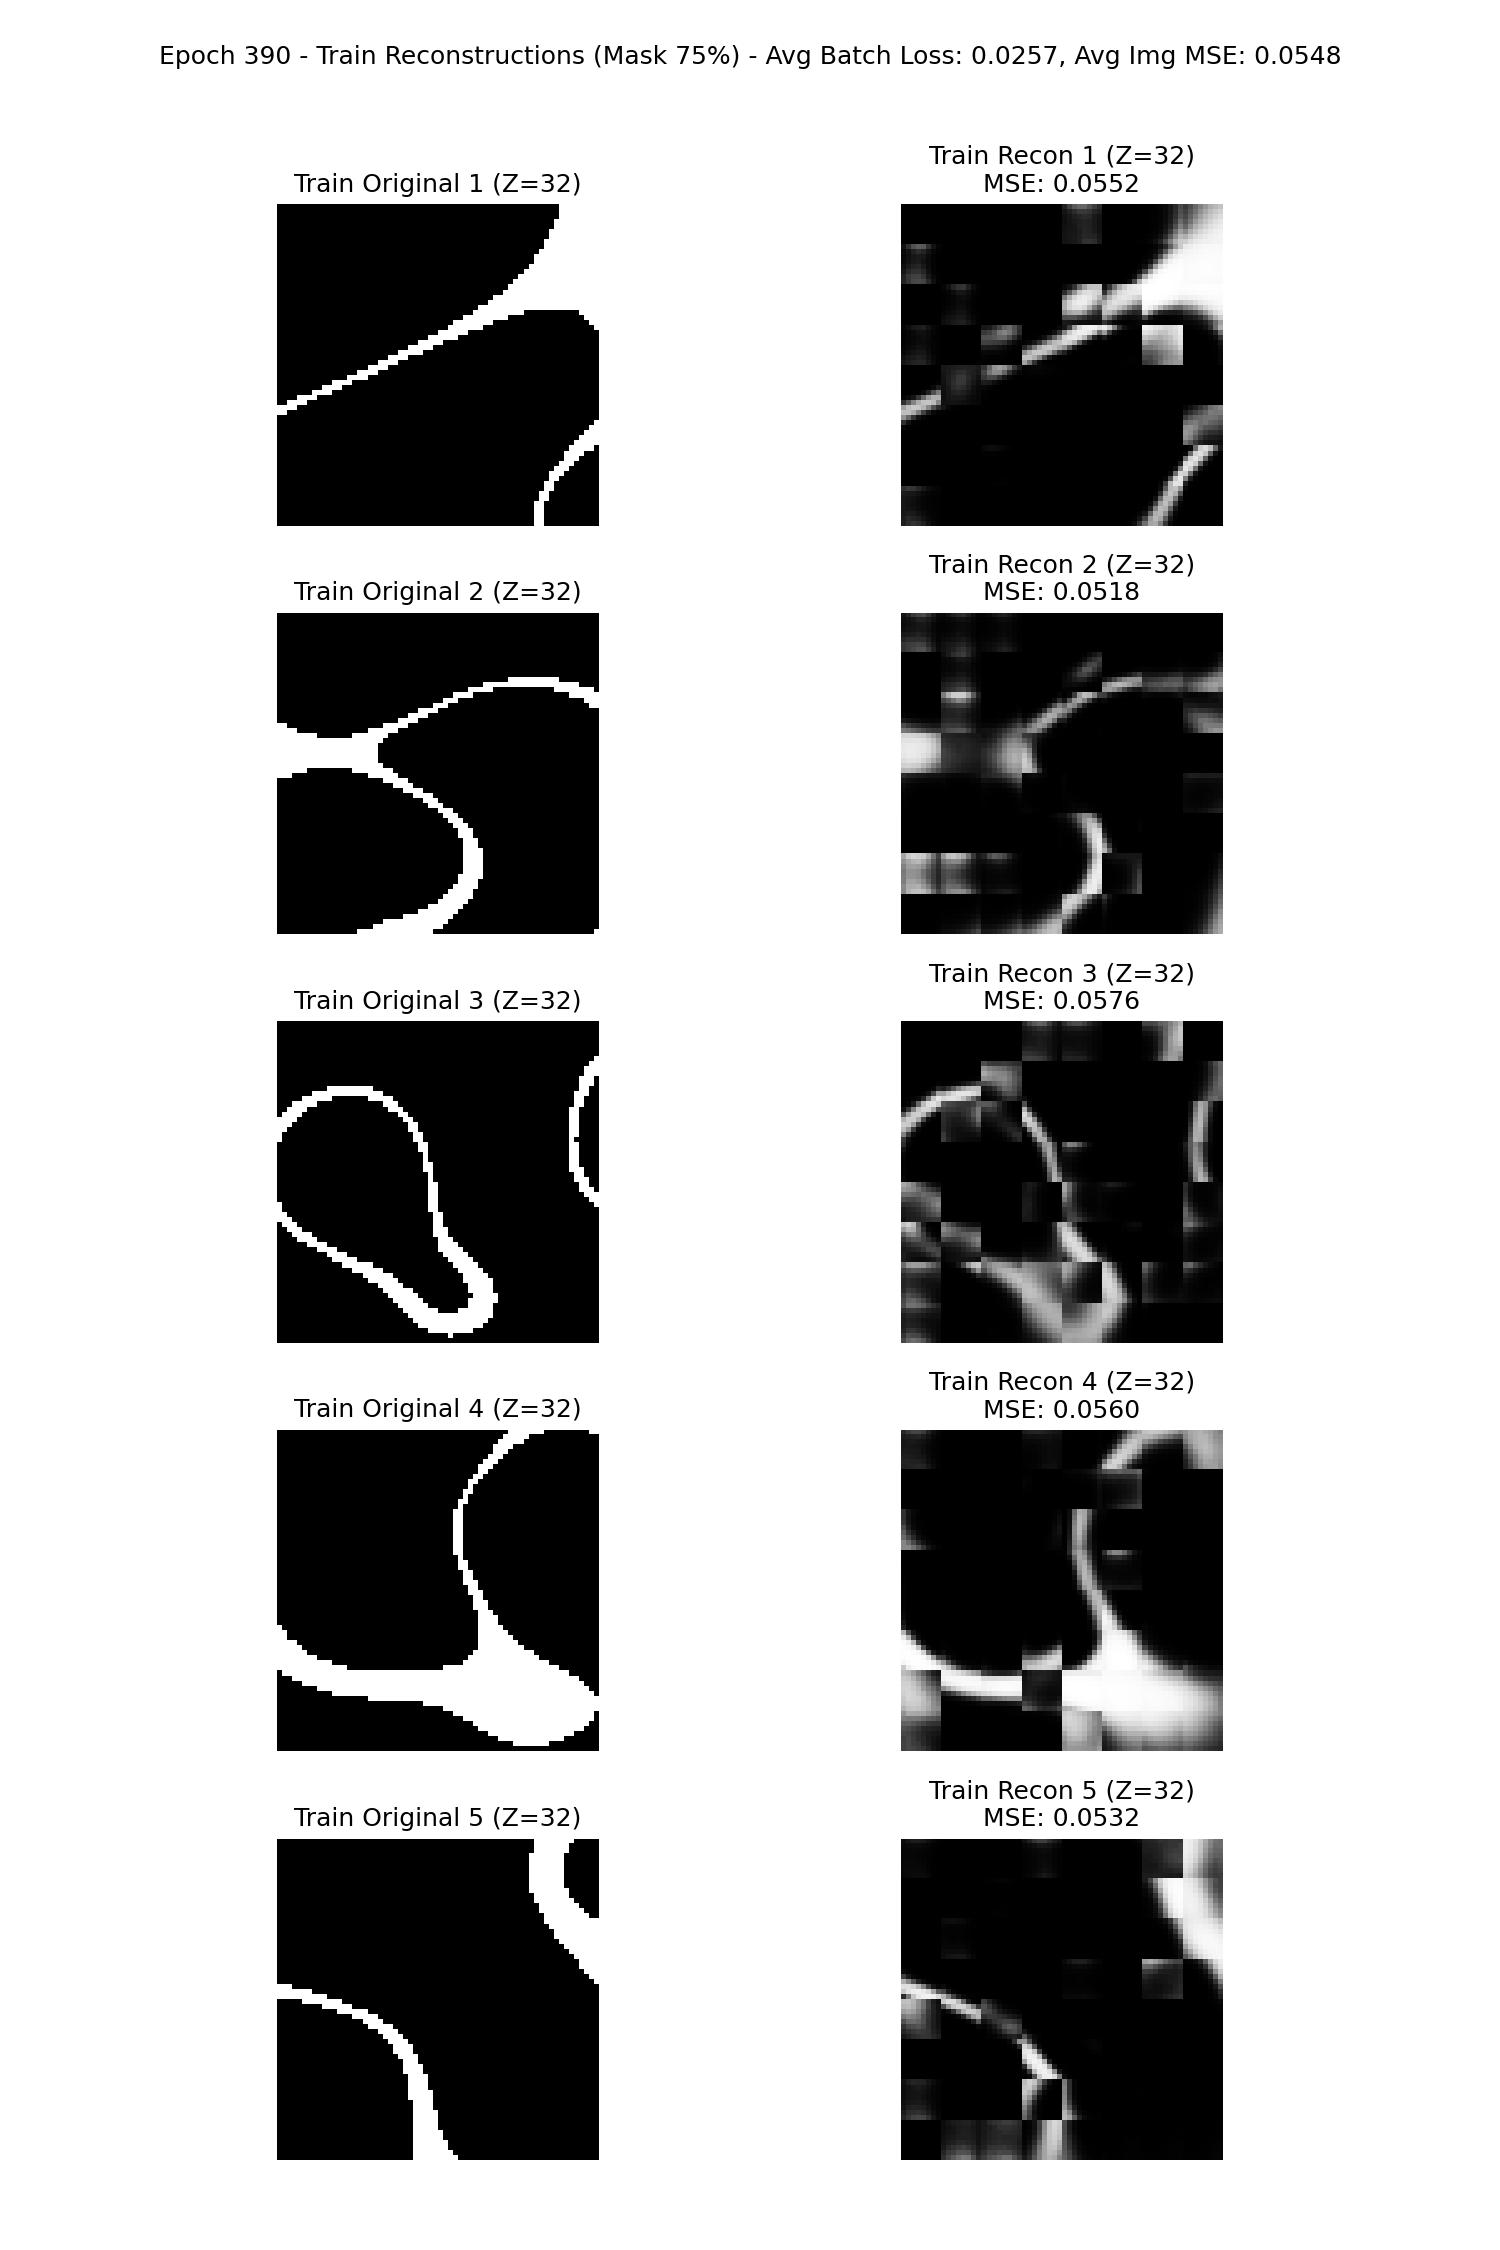 Epoch 390 - Train Reconstructions (Mask 75%) - Avg Batch Loss: 0.0257, Avg Img MSE: 0.0548
Train Original 1 (Z=32)
Train Recon 1 (Z=32)
MSE: 0.0552
Train Original 2 (Z=32)
Train Recon 2 (Z=32)
MSE: 0.0518
Train Original 3 (Z=32)
Train Recon 3 (Z=32)
MSE: 0.0576
Train Original 4 (Z=32)
Train Recon 4 (Z=32)
MSE: 0.0560
Train Original 5 (Z=32)
Train Recon 5 (Z=32)
MSE: 0.0532